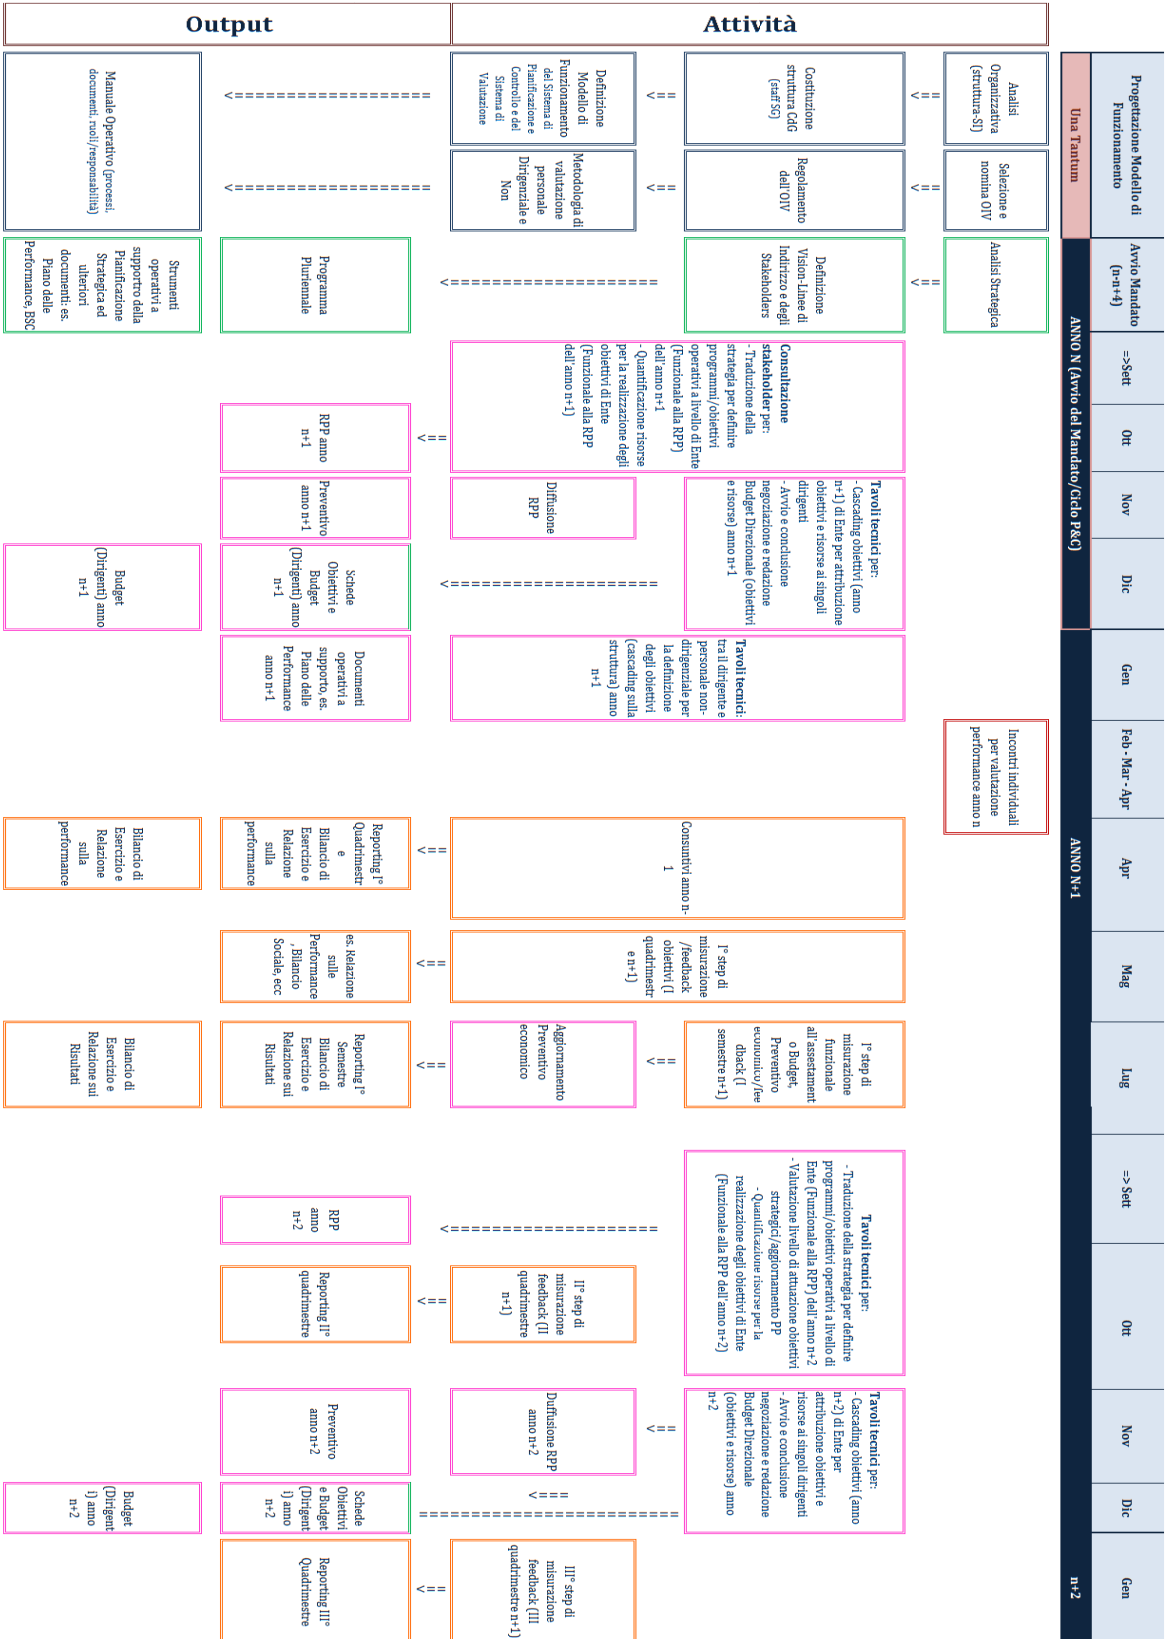 Output
Attività
Progettazione Modello di
Funzionamento
Avvio Mandato
(n-n+4)
=>Sett
Ott
Nov
Dic
Gen
Feb - Mar - Apr
Apr
Mag
Lug
=> Sett
Ott
Nov
Dic
Gen
Una Tantum
ANNO N (Avvio del Mandato/Ciclo P&C)
ANNO N+1
n+2
Analisi
Organizzativa
(struttura-SI)
Selezione e
nomina OIV
Analisi Strategica
Incontri individuali
per valutazione
performance anno n
Costituzione
struttura CdG
(staff SG)
Regolamento
dell'OIV
Definizione
Vision-Linee di
Indirizzo e degli
Stakeholders
Definizione
Modello di
Funzionamento
del Sistema di
Pianificazione e
Controllo e del
Sistema di
Valutazione
Metodologia di
valutazione
personale
Dirigenziale e
Non
Consultazione
stakeholder per:
- Traduzione della
strategia per definire
programmi/obiettivi
operativi a livello di Ente
(Funzionale alla RPP)
dell'anno n+1
- Quantificazione risorse
per la realizzazione degli
obiettivi di Ente
(Funzionale alla RPP
dell'anno n+1)
Tavoli tecnici per:
- Cascading obiettivi (anno
n+1) di Ente per attribuzione
obiettivi e risorse ai singoli
dirigenti
- Avvio e conclusione
negoziazione e redazione
Budget Direzionale (obiettivi
e risorse) anno n+1
Diffusione
RPP
Tavoli tecnici:
tra il dirigente e
personale non-
dirigenziale per
la definizione
degli obiettivi
(cascading sulla
struttura) anno
n+1
Consuntivi anno n-
1
I° step di
misurazione
/feedback
obiettivi (I
quadrimestr
e n+1)
I° step di
misurazione
funzionale
all'assestament
o Budget,
Preventivo
economico/fee
dback (I
semestre n+1)
Aggiornamento
Preventivo
economico
Tavoli tecnici per:
- Traduzione della strategia per definire
programmi/obiettivi operativi a livello di
Ente (Funzionale alla RPP) dell'anno n+2
- Valutazione livello di attuazione obiettivi
strategici/aggiornamento PP
- Quantificazione risorse per la
realizzazione degli obiettivi di Ente
(Funzionale alla RPP dell'anno n+2)
II° step di
misurazione
feedback (II
quadrimestre
n+1)
Tavoli tecnici per:
- Cascading obiettivi (anno
n+2) di Ente per
attribuzione obiettivi e
risorse ai singoli dirigenti
- Avvio e conclusione
negoziazione e redazione
Budget Direzionale
(obiettivi e risorse) anno
n+2
Duffusione RPP
anno n+2
III° step di
misurazione
feedback (III
quadrimestre n+1)
Programma
Pluriennale
RPP anno
n+1
Preventivo
anno n+1
Schede
Obiettivi e
Budget
(Dirigenti) anno
n+1
Documenti
operativi a
supporto, es.
Piano delle
Performance
anno n+1
Reporting I°
Quadrimestr
e
Bilancio di
Esercizio e
Relazione
sulla
performance
es. Relazione
sulle
Performance
, Bilancio
Sociale, ecc
Reporting I°
Semestre
Bilancio di
Esercizio e
Relazione sui
Risultati
RPP
anno
n+2
Reporting II°
quadrimestre
Preventivo
anno n+2
Schede
Obiettivi
e Budget
(Dirigent
i) anno
n+2
Reporting III°
Quadrimestre
Manuale Operativo (processi,
documenti, ruoli/responsabilità)
Strumenti
operativi a
supportro della
Pianificazione
Strategica ed
ulteriori
documenti: es.
Piano delle
Performance, BSC
Budget
(Dirigenti) anno
n+1
Bilancio di
Esercizio e
Relazione
sulla
performance
Bilancio di
Esercizio e
Relazione sui
Risultati
Budget
(Dirigent
i) anno
n+2